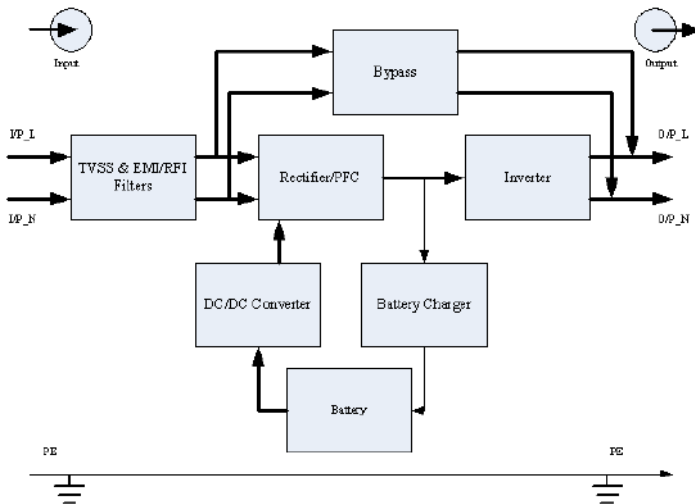 Input
Output
Bypass
I/P_L
O/P_L
TVSS & EMI/RFI
Filters
Rectifier/PFC
Inverter
I/P_N
O/P_N
DC/DC Converter
Battery Charger
Battery
PE
PE